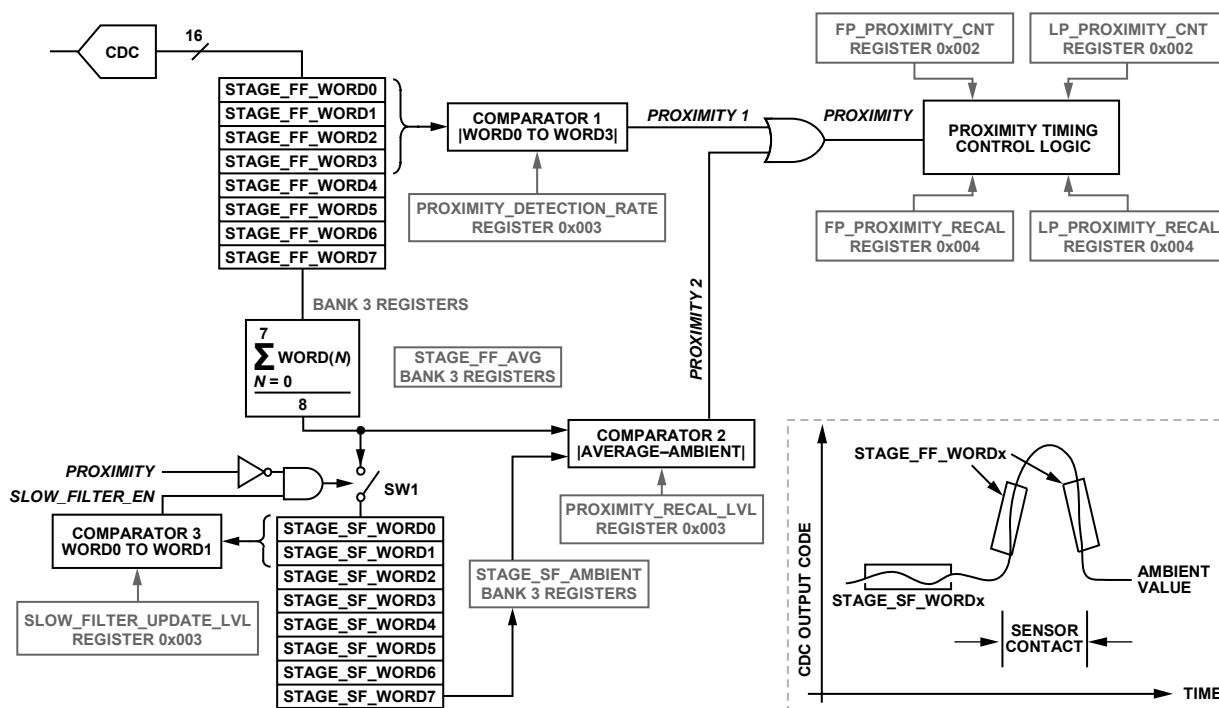 CDC
16
STAGE_FF_WORD0
STAGE_FF_WORD1
STAGE_FF_WORD2
STAGE_FF_WORD3
STAGE_FF_WORD4
STAGE_FF_WORD5
STAGE_FF_WORD6
STAGE_FF_WORD7
COMPARATOR 1
|WORD0 TO WORD3|
PROXIMITY_DETECTION_RATE
REGISTER 0x003
PROXIMITY 1
PROXIMITY
FP_PROXIMITY_CNT
REGISTER 0x002
LP_PROXIMITY_CNT
REGISTER 0x002
PROXIMITY TIMING
CONTROL LOGIC
FP_PROXIMITY_RECAL
REGISTER 0x004
LP_PROXIMITY_RECAL
REGISTER 0x004
BANK 3 REGISTERS
7
Σ WORD(N)
N = 0
8
STAGE_FF_AVG
BANK 3 REGISTERS
PROXIMITY 2
COMPARATOR 2
|AVERAGE–AMBIENT|
PROXIMITY_RECAL_LVL
REGISTER 0x003
PROXIMITY
SLOW_FILTER_EN
SW1
COMPARATOR 3
WORD0 TO WORD1
SLOW_FILTER_UPDATE_LVL
REGISTER 0x003
STAGE_SF_WORD0
STAGE_SF_WORD1
STAGE_SF_WORD2
STAGE_SF_WORD3
STAGE_SF_WORD4
STAGE_SF_WORD5
STAGE_SF_WORD6
STAGE_SF_WORD7
STAGE_SF_AMBIENT
BANK 3 REGISTERS
CDC OUTPUT CODE
STAGE_FF_WORDx
STAGE_SF_WORDx
AMBIENT
VALUE
SENSOR
CONTACT
TIME